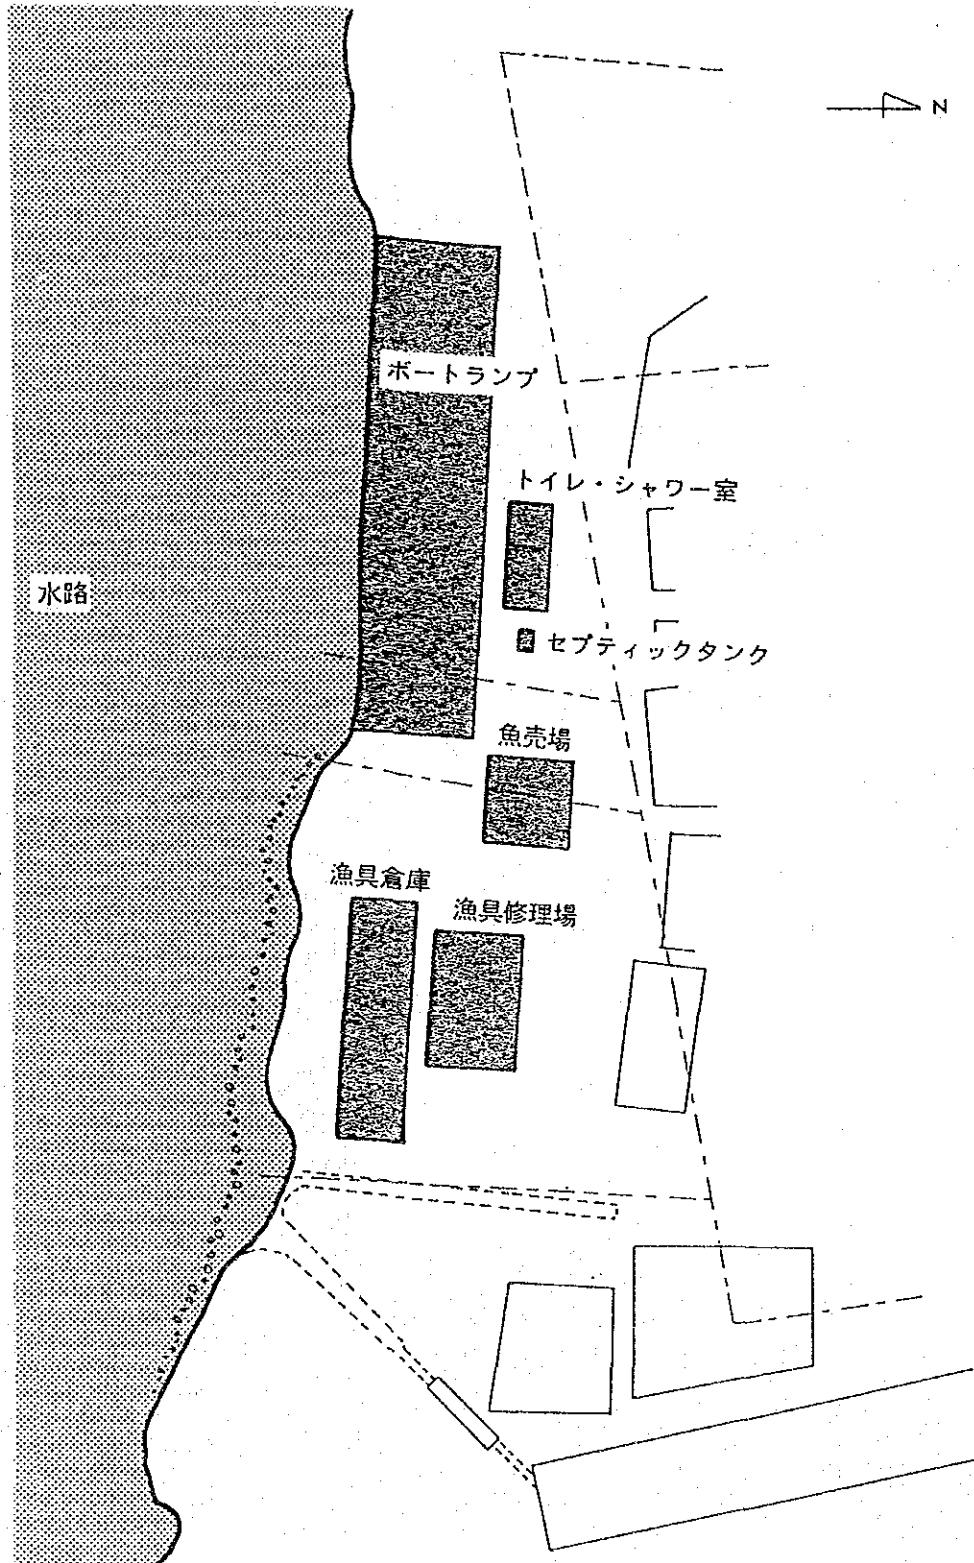 N
ボートランプ
トイレ・シャワー室
水路
セプティックタンク
魚売場
漁具倉庫
漁具修理場